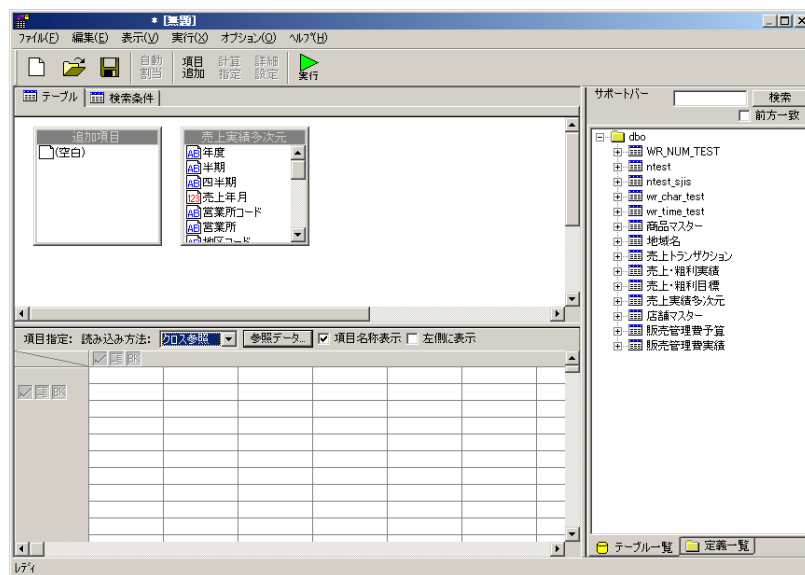 * [無題]
ファイル(F) 編集(E) 表示(V) 実行(X) オプション(O) ヘルプ(H)
自動割当 項目追加 計算指定 詳細設定 実行
テーブル 検索条件
追加項目
(空白)
売上実績多次元
年度
半期
四半期
売上年月
営業所コード
営業所
地区コード
項目指定: 読み込み方法: クロス参照 参照データ... 項目名称表示 左側に表示
サポートバー 検索
前方一致
dbo
WR_NUM_TEST
ntest
ntest_sjis
wr_char_test
wr_time_test
商品マスター
地域名
売上トランザクション
売上・粗利実績
売上・粗利目標
売上実績多次元
店舗マスター
販売管理費予算
販売管理費実績
テーブル一覧 定義一覧
レディ